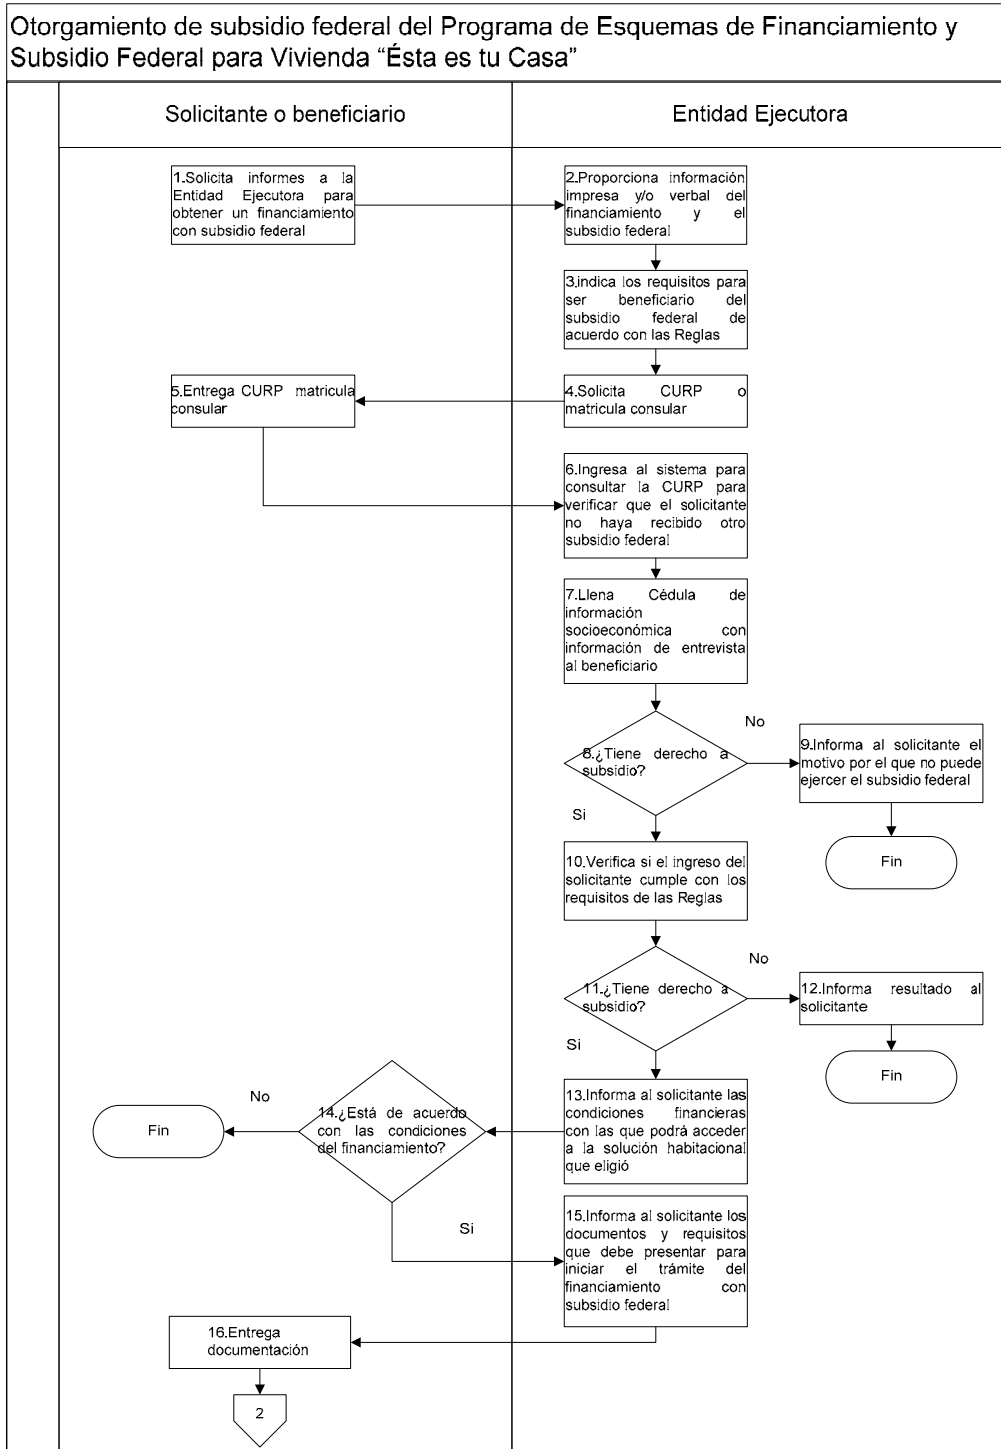 Otorgamiento de subsidio federal del Programa de Esquemas de Financiamiento y
Subsidio Federal para Vivienda “Ésta es tu Casa”
Solicitante o beneficiario
Entidad Ejecutora
1.Solicita informes a la
Entidad Ejecutora para
obtener un financiamiento
con subsidio federal
2.Proporciona información
impresa y/o verbal del
financiamiento y el
subsidio federal
3.indica los requisitos para
ser beneficiario del
subsidio federal de
acuerdo con las Reglas
4.Solicita CURP o
matricula consular
5.Entrega CURP matricula
consular
6.Ingresa al sistema para
consultar la CURP para
verificar que el solicitante
no haya recibido otro
subsidio federal
7.Llena Cédula de
información
socioeconómica con
información de entrevista
al beneficiario
8.¿Tiene derecho a
subsidio?
No
9.Informa al solicitante el
motivo por el que no puede
ejercer el subsidio federal
Fin
Si
10.Verifica si el ingreso del
solicitante cumple con los
requisitos de las Reglas
11.¿Tiene derecho a
subsidio?
No
12.Informa resultado al
solicitante
Fin
Si
13.Informa al solicitante las
condiciones financieras
con las que podrá acceder
a la solución habitacional
que eligió
14.¿Está de acuerdo
con las condiciones
del financiamiento?
No
Fin
Si
15.Informa al solicitante los
documentos y requisitos
que debe presentar para
iniciar el trámite del
financiamiento con
subsidio federal
16.Entrega
documentación
2